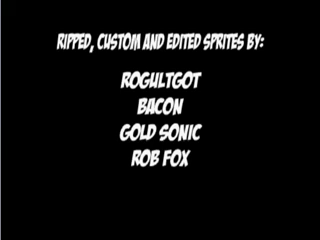 RIPPED, CUSTOM AND EDITED SPRITES BY:
ROGULTGOT
BACON
GOLD SONIC
ROB FOX